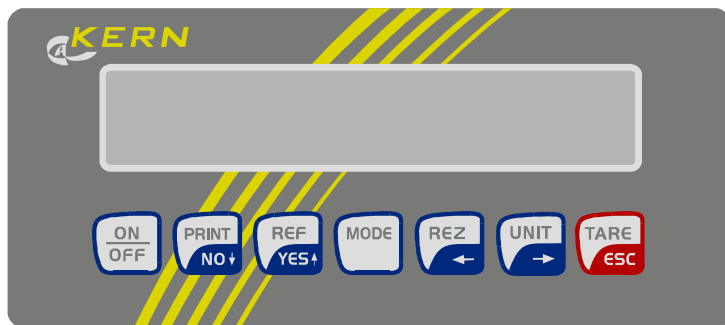 KERN
ON
OFF
PRINT
NO
REF
YES
MODE
REZ
UNIT
TARE
ESC